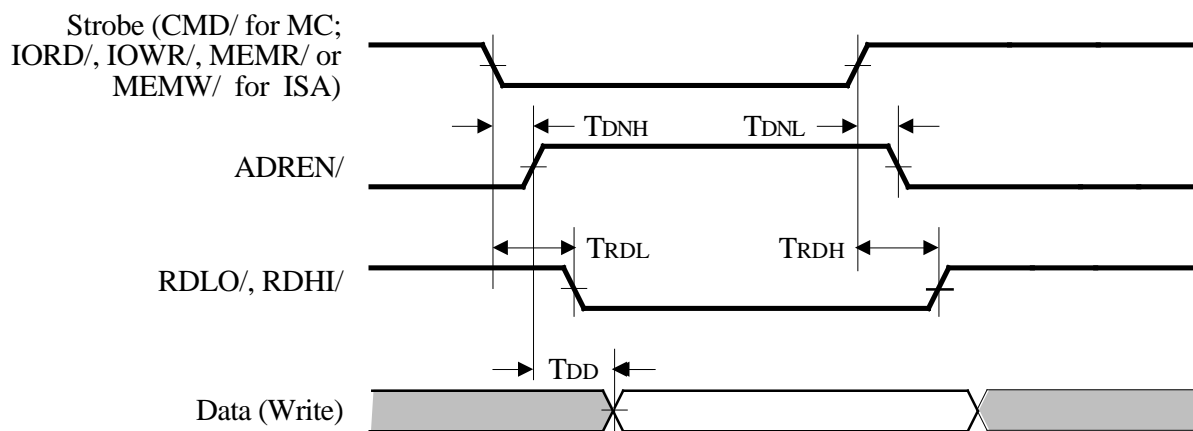 Strobe (CMD/ for MC;
IORD/, IOWR/, MEMR/ or
MEMW/ for ISA)
TDNH
TDNL
ADREN/
TRDL
TRDH
RDLO/, RDHI/
TDD
Data (Write)